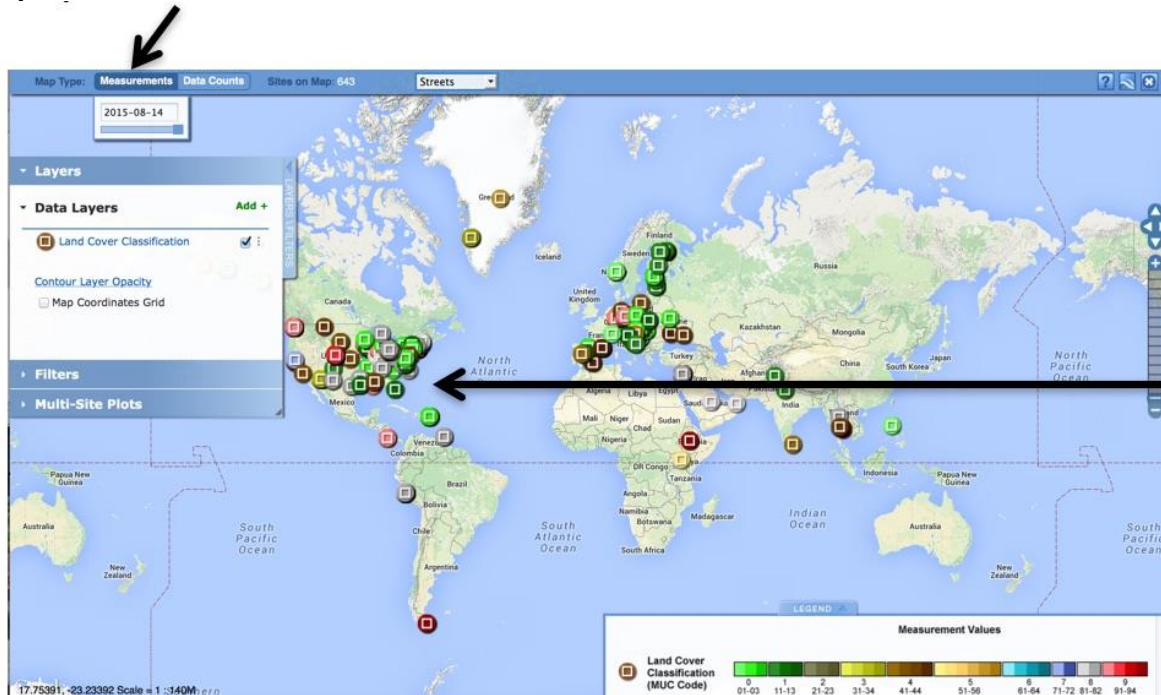 Map Type: Measurements Data Counts Sites on Map: 643 Streets
2015-08-14
Layers
LAYERS/FILTERS
Data Layers Add +
Land Cover Classification
Contour Layer Opacity
Map Coordinates Grid
Filters
Multi-Site Plots
Iceland
Finland
Sweden
Russia
Canada
United
Kingdom
Kazakhstan
Mongolia
North
Atlantic
Turkey
China
South Korea
Japan
North
Pacific
Ocean
Mexico
Algeria
Libya
Egypt
India
Mali
Niger
Chad
Sudan
Nigeria
Colombia
DR Congo
Tanzania
Indonesia
Papua New
Guinea
Papua New
Guinea
Brazil
Angola
Bolivia
Namibia
Botswana
Madagascar
Indian
Ocean
Australia
Australia
South
Pacific
Ocean
Chile
South
Atlantic
Ocean
South Africa
South
New
Zealand
Argentina
New
Zealand
LEGEND
Measurement Values
Land Cover
Classification
(MUC Code)
0 1 2 3 4 5 6 7 8 9
01-03 11-13 21-23 31-34 41-44 51-56 61-64 71-72 81-82 91-94
17.75391, -23.23392 Scale = 1 : 140M